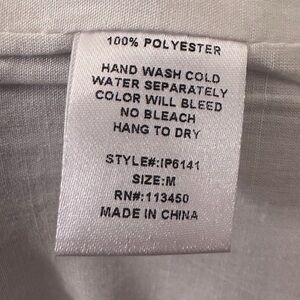 100% POLYESTER
HAND WASH COLD
WATER SEPARATELY
COLOR WILL BLEED
NO BLEACH
HANG TO DRY
STYLE#:IP6141
SIZE:M
RN#:113450
MADE IN CHINA